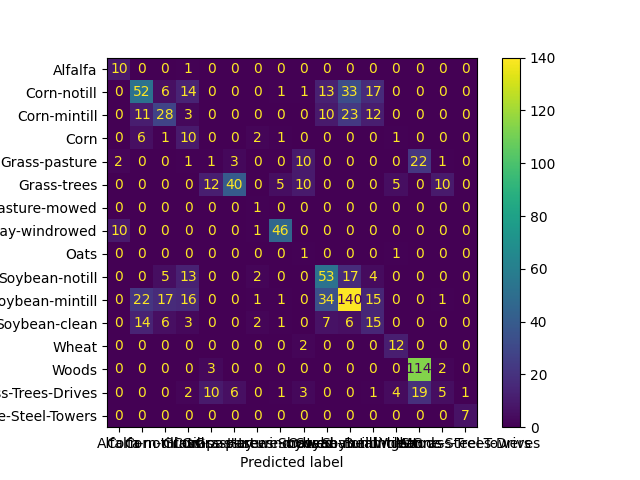 Alfalfa 10 0 0 1 0 0 0 0 0 0 0 0 0 0 0 0
Corn-notill 0 52 6 14 0 0 0 1 1 13 33 17 0 0 0 0
Corn-mintill 0 11 28 3 0 0 0 0 0 10 23 12 0 0 0 0
Corn 0 6 1 10 0 0 2 1 0 0 0 0 1 0 0 0
Grass-pasture 2 0 0 1 1 3 0 0 10 0 0 0 0 22 1 0
Grass-trees 0 0 0 0 12 40 0 5 10 0 0 0 5 0 10 0
asture-mowed 0 0 0 0 0 0 1 0 0 0 0 0 0 0 0 0
ay-windrowed 10 0 0 0 0 0 1 46 0 0 0 0 0 0 0 0
Oats 0 0 0 0 0 0 0 0 1 0 0 0 1 0 0 0
Soybean-notill 0 0 5 13 0 0 2 0 0 53 17 4 0 0 0 0
oybean-mintill 0 22 17 16 0 0 1 1 0 34 140 15 0 0 1 0
Soybean-clean 0 14 6 3 0 0 2 1 0 7 6 15 0 0 0 0
Wheat 0 0 0 0 0 0 0 0 2 0 0 0 12 0 0 0
Woods 0 0 0 0 3 0 0 0 0 0 0 0 0 114 2 0
s-Trees-Drives 0 0 0 2 10 6 0 1 3 0 0 1 4 19 5 1
e-Steel-Towers 0 0 0 0 0 0 0 0 0 0 0 0 0 0 0 7
Predicted label
140
120
100
80
60
40
20
0